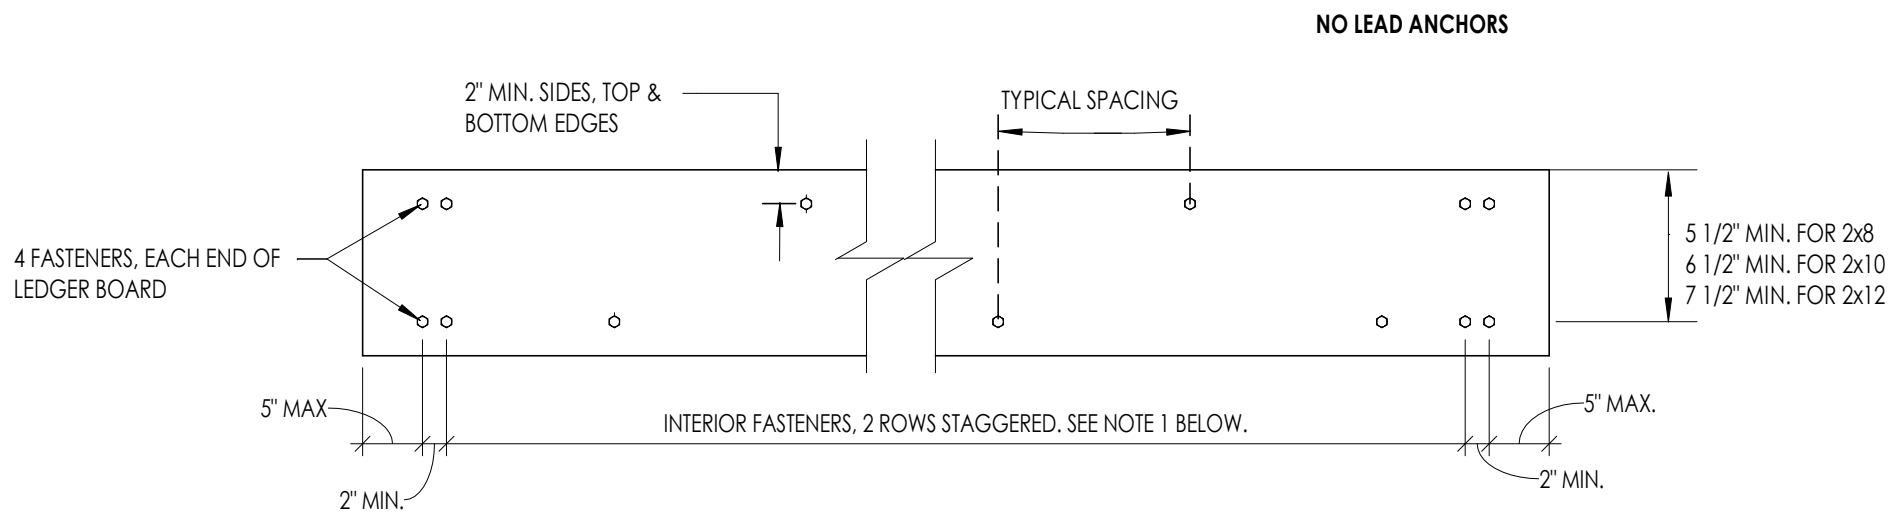 NO LEAD ANCHORS
2" MIN. SIDES, TOP &
BOTTOM EDGES
TYPICAL SPACING
4 FASTENERS, EACH END OF
LEDGER BOARD
5 1/2" MIN. FOR 2x8
6 1/2" MIN. FOR 2x10
7 1/2" MIN. FOR 2x12
5" MAX
INTERIOR FASTENERS, 2 ROWS STAGGERED. SEE NOTE 1 BELOW.
5" MAX.
2" MIN.
2" MIN.